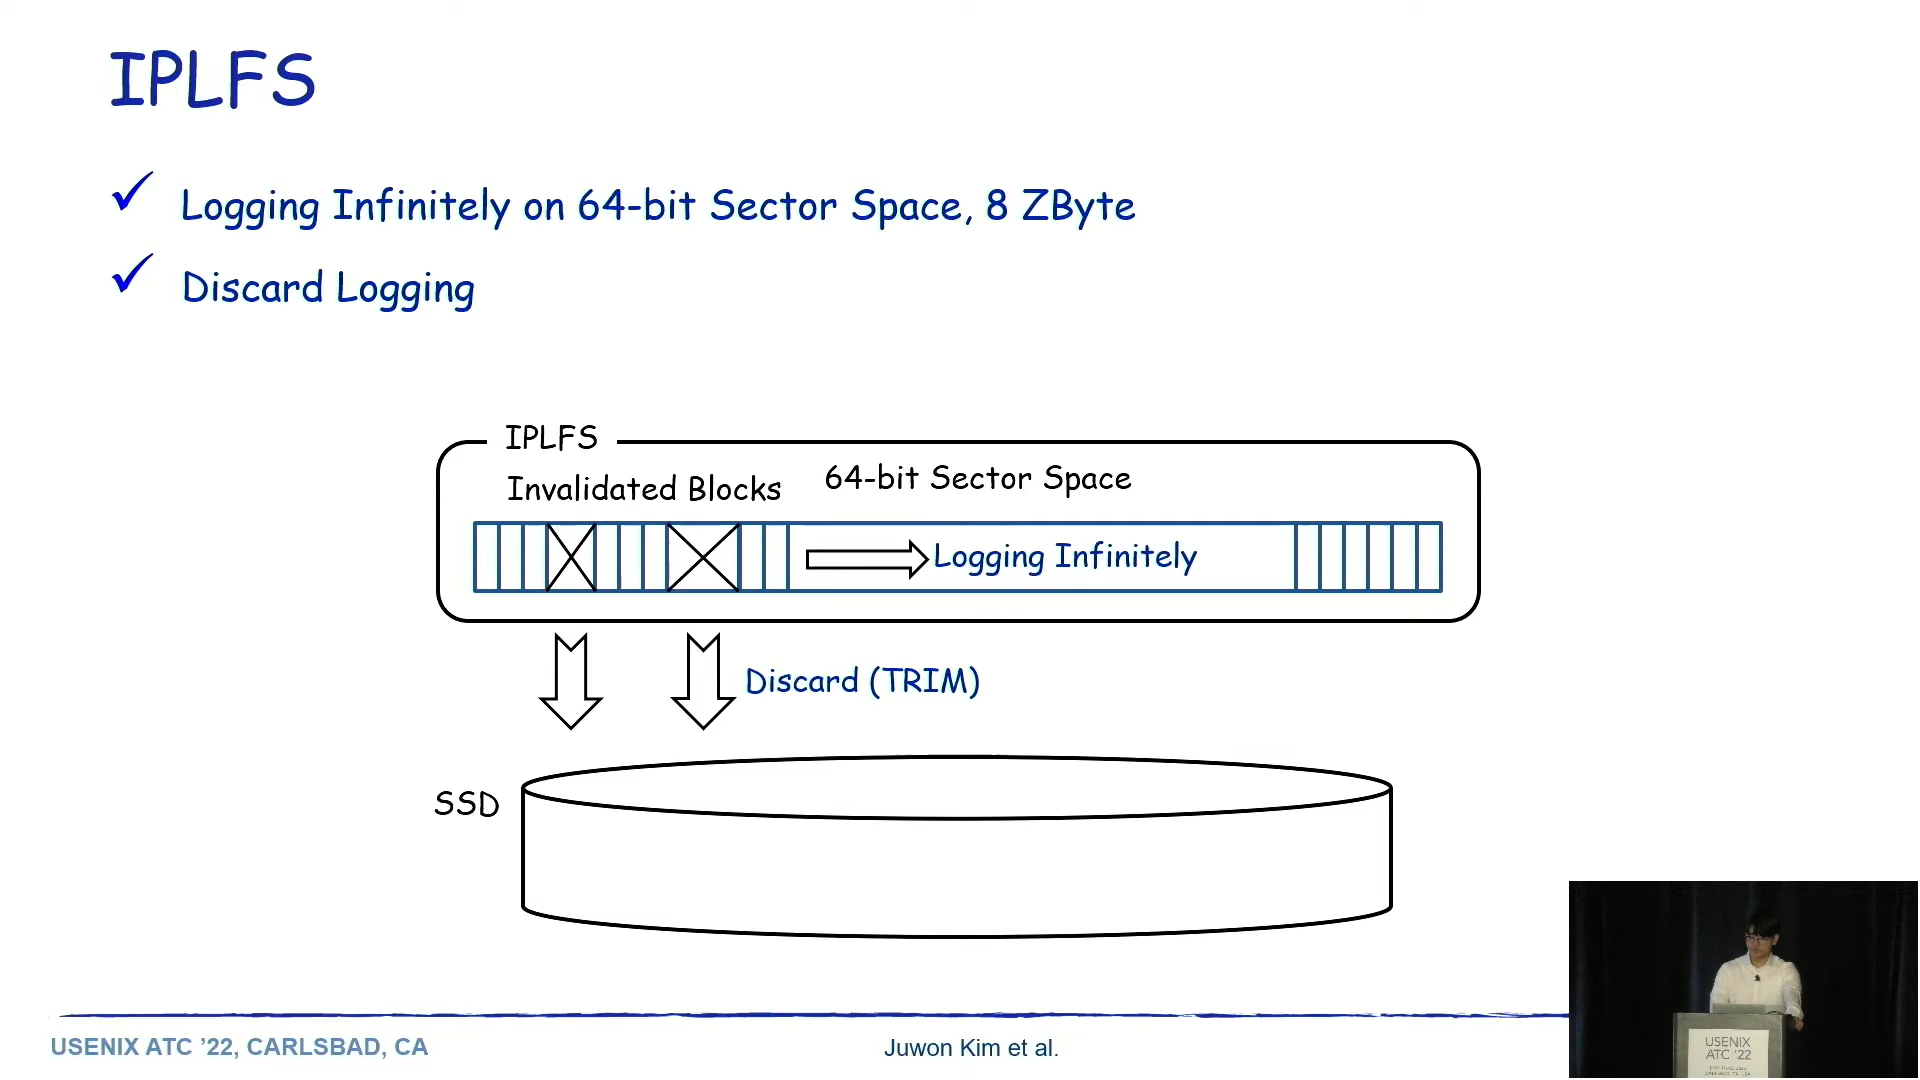 IPLFS
Logging Infinitely on 64-bit Sector Space, 8 ZByte
Discard Logging
IPLFS
Invalidated Blocks
64-bit Sector Space
Logging Infinitely
Discard (TRIM)
SSD
USENIX ATC ’22, CARLSBAD, CA
Juwon Kim et al.
USENIX
ATC '22